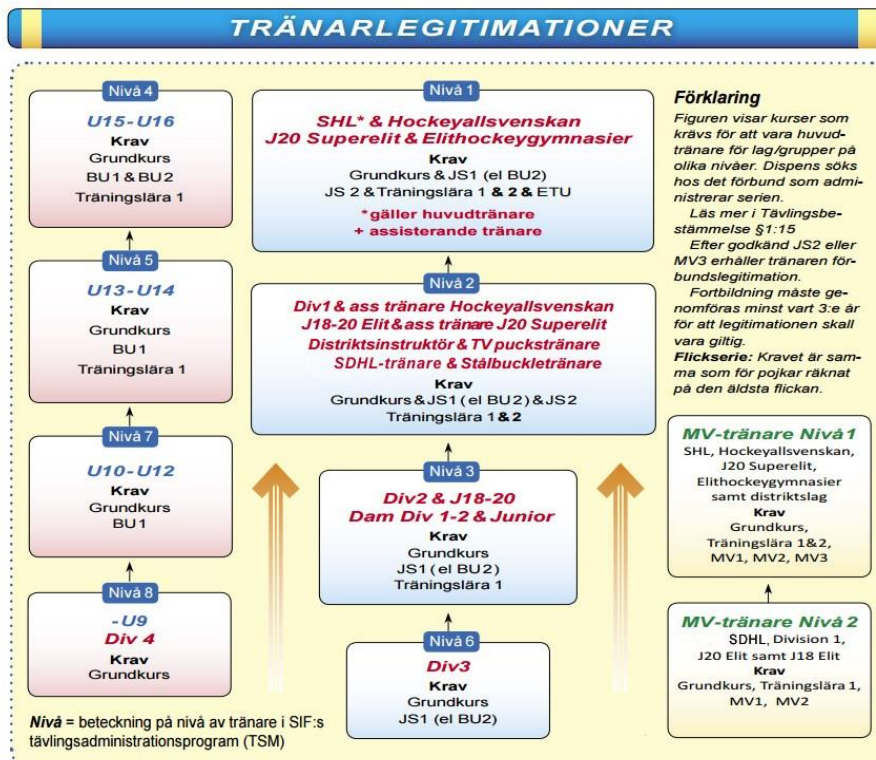 TRÄNARLEGITIMATIONER
Nivå 4
U15-U16
Krav
Grundkurs
BU1 & BU2
Träningslära 1
Nivå 5
U13-U14
Krav
Grundkurs
BU1
Träningslära 1
Nivå 7
U10-U12
Krav
Grundkurs
BU1
Nivå 8
-U9
Div 4
Krav
Grundkurs
Nivå = beteckning på nivå av tränare i SIF:s
tävlingsadministrationsprogram (TSM)
Nivå 1
SHL* & Hockeyallsvenskan
J20 Superelit & Elithockeygymnasier
Krav
Grundkurs & JS1 (el BU2)
JS 2 & Träningslära 1 & 2 & ETU
*gäller huvudtränare
+ assisterande tränare
Nivå 2
Div1 & ass tränare Hockeyallsvenskan
J18-20 Elit & ass tränare J20 Superelit
Distriktsinstruktör & TV puckstränare
SDHL-tränare & Stålbuckletränare
Krav
Grundkurs & JS1 (el BU2) & JS2
Träningslära 1 & 2
Nivå 3
Div2 & J18-20
Dam Div 1-2 & Junior
Krav
Grundkurs
JS1 (el BU2)
Träningslära 1
Nivå 6
Div3
Krav
Grundkurs
JS1 (el BU2)
Förklaring
Figuren visar kurser som
krävs för att vara huvud-
tränare för lag/grupper på
olika nivåer. Dispens söks
hos det förbund som admi-
nistrerar serien.
Läs mer i Tävlingsbe-
stämmelse §1:15
Efter godkänd JS2 eller
MV3 erhåller tränaren för-
bundslegitimation.
Fortbildning måste ge-
nomföras minst vart 3:e år
för att legitimationen skall
vara giltig.
Flickserie: Kravet är sam-
ma som för pojkar räknat
på den äldsta flickan.
MV-tränare Nivå1
SHL, Hockeyallsvenskan,
J20 Superelit,
Elithockeygymnasier
samt distriktslag
Krav
Grundkurs,
Träningslära 1&2,
MV1, MV2, MV3
MV-tränare Nivå 2
SDHL, Division 1,
J20 Elit samt J18 Elit
Krav
Grundkurs, Träningslära 1,
MV1, MV2